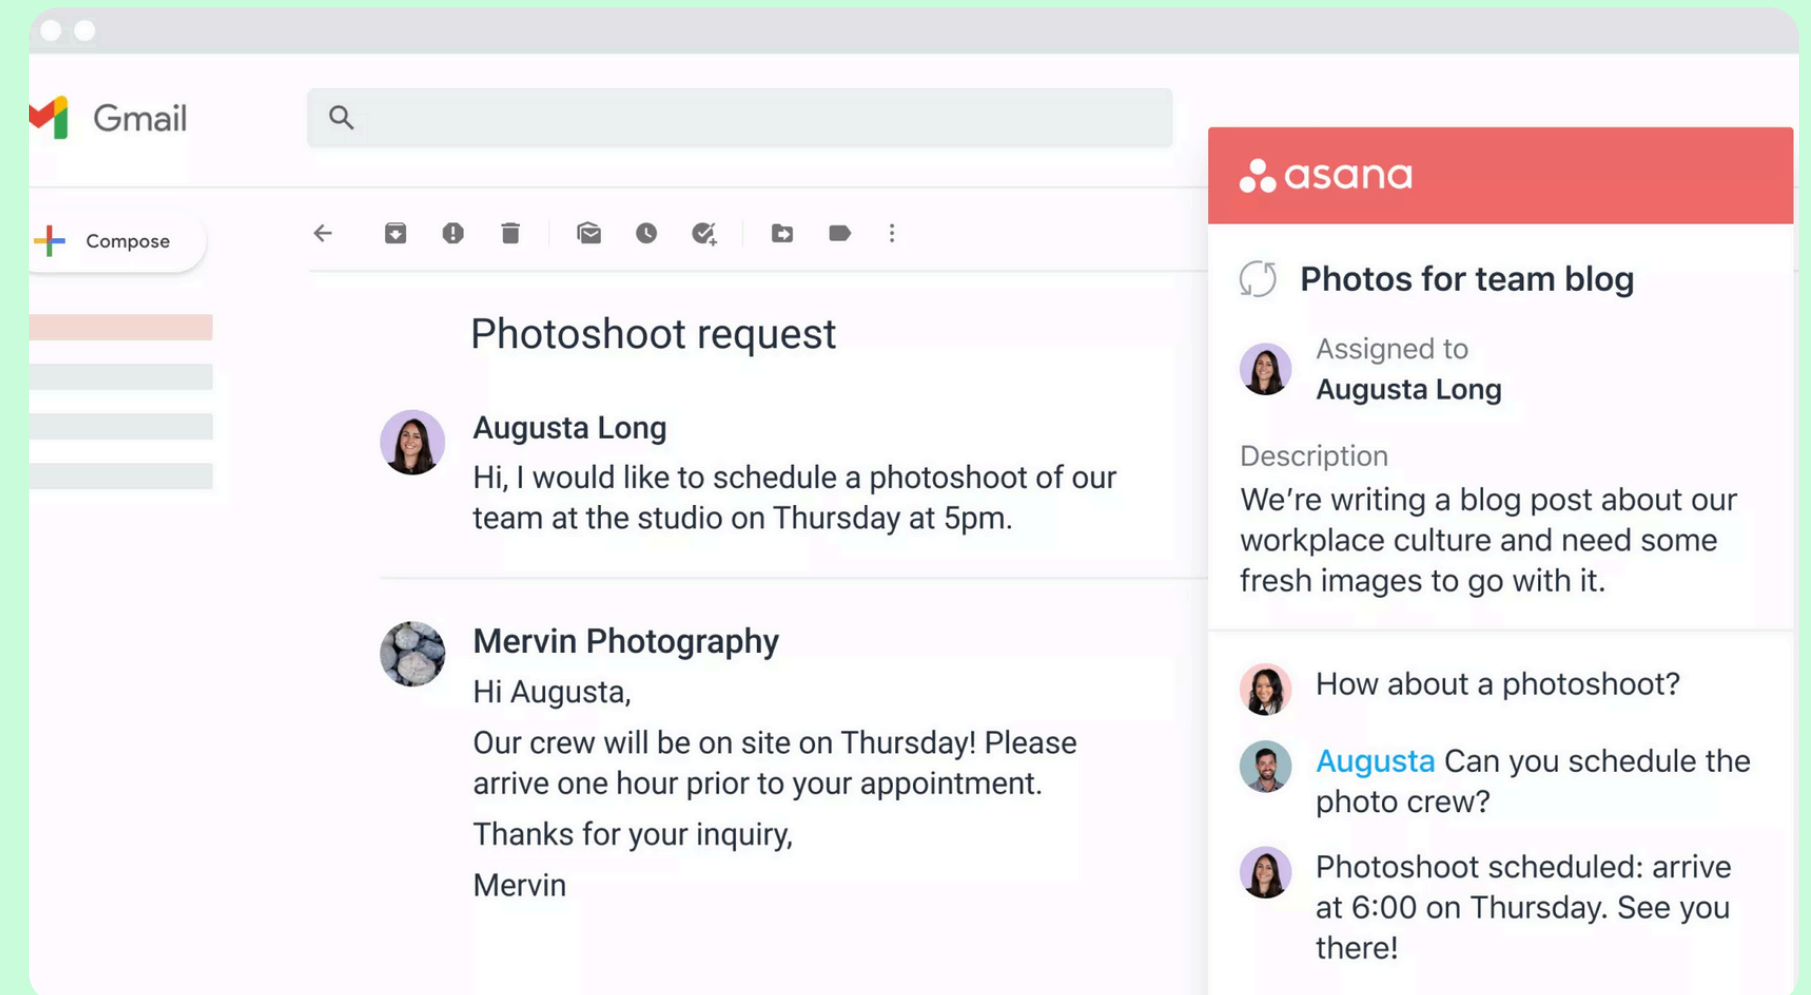 Gmail
Compose
Photoshoot request
Augusta Long
Hi, I would like to schedule a photoshoot of our
team at the studio on Thursday at 5pm.
Mervin Photography
Hi Augusta,
Our crew will be on site on Thursday! Please
arrive one hour prior to your appointment.
Thanks for your inquiry,
Mervin
asana
Photos for team blog
Assigned to
Augusta Long
Description
We’re writing a blog post about our
workplace culture and need some
fresh images to go with it.
How about a photoshoot?
Augusta Can you schedule the
photo crew?
Photoshoot scheduled: arrive
at 6:00 on Thursday. See you
there!